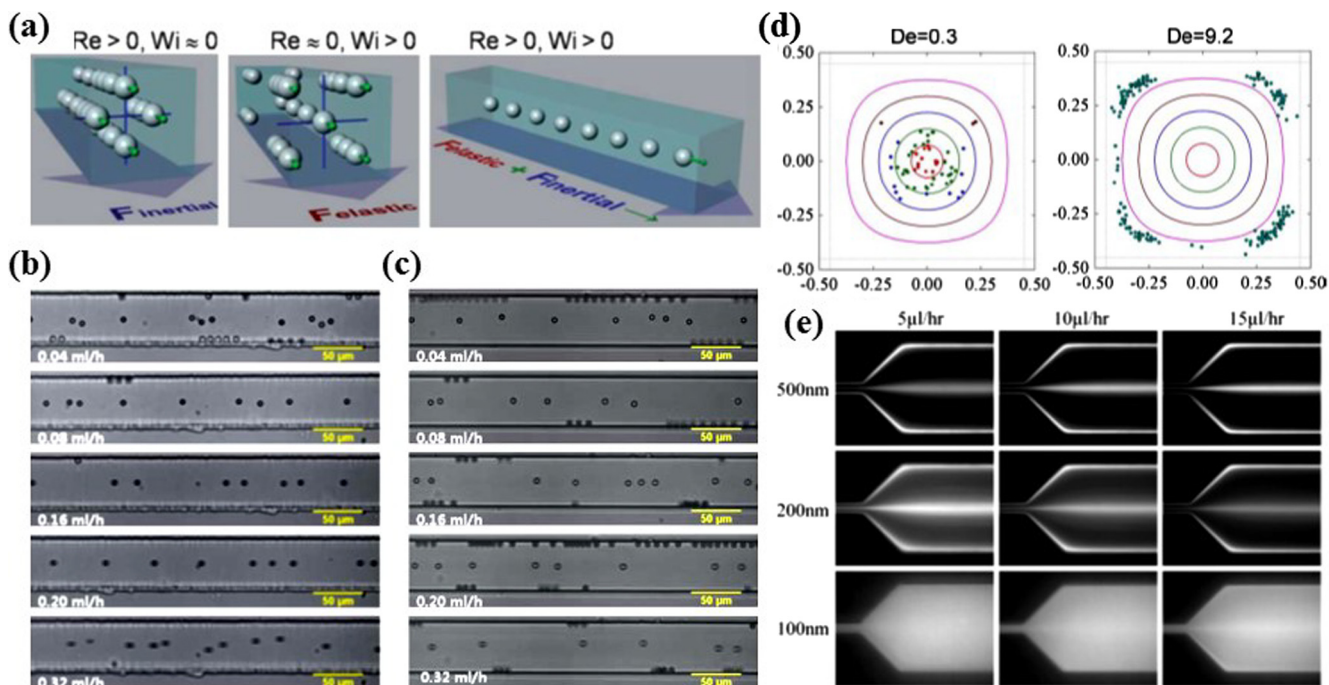 (a)
Re > 0, Wi ≈ 0
Re ≈ 0, Wi > 0
Re > 0, Wi > 0
F inertial
Felastic
Felastic + Finertial
(b)
0.04 ml/h
50 µm
0.08 ml/h
50 µm
0.16 ml/h
50 µm
0.20 ml/h
50 µm
0.32 ml/h
50 µm
(c)
0.04 ml/h
50 µm
0.08 ml/h
50 µm
0.16 ml/h
50 µm
0.20 ml/h
50 µm
0.32 ml/h
50 µm
(d)
De=0.3
0.50
0.25
0.00
-0.25
-0.50
-0.50 -0.25 0.00 0.25 0.50
De=9.2
0.50
0.25
0.00
-0.25
-0.50
-0.50 -0.25 0.00 0.25 0.50
(e)
5µl/hr 10µl/hr 15µl/hr
500nm
200nm
100nm